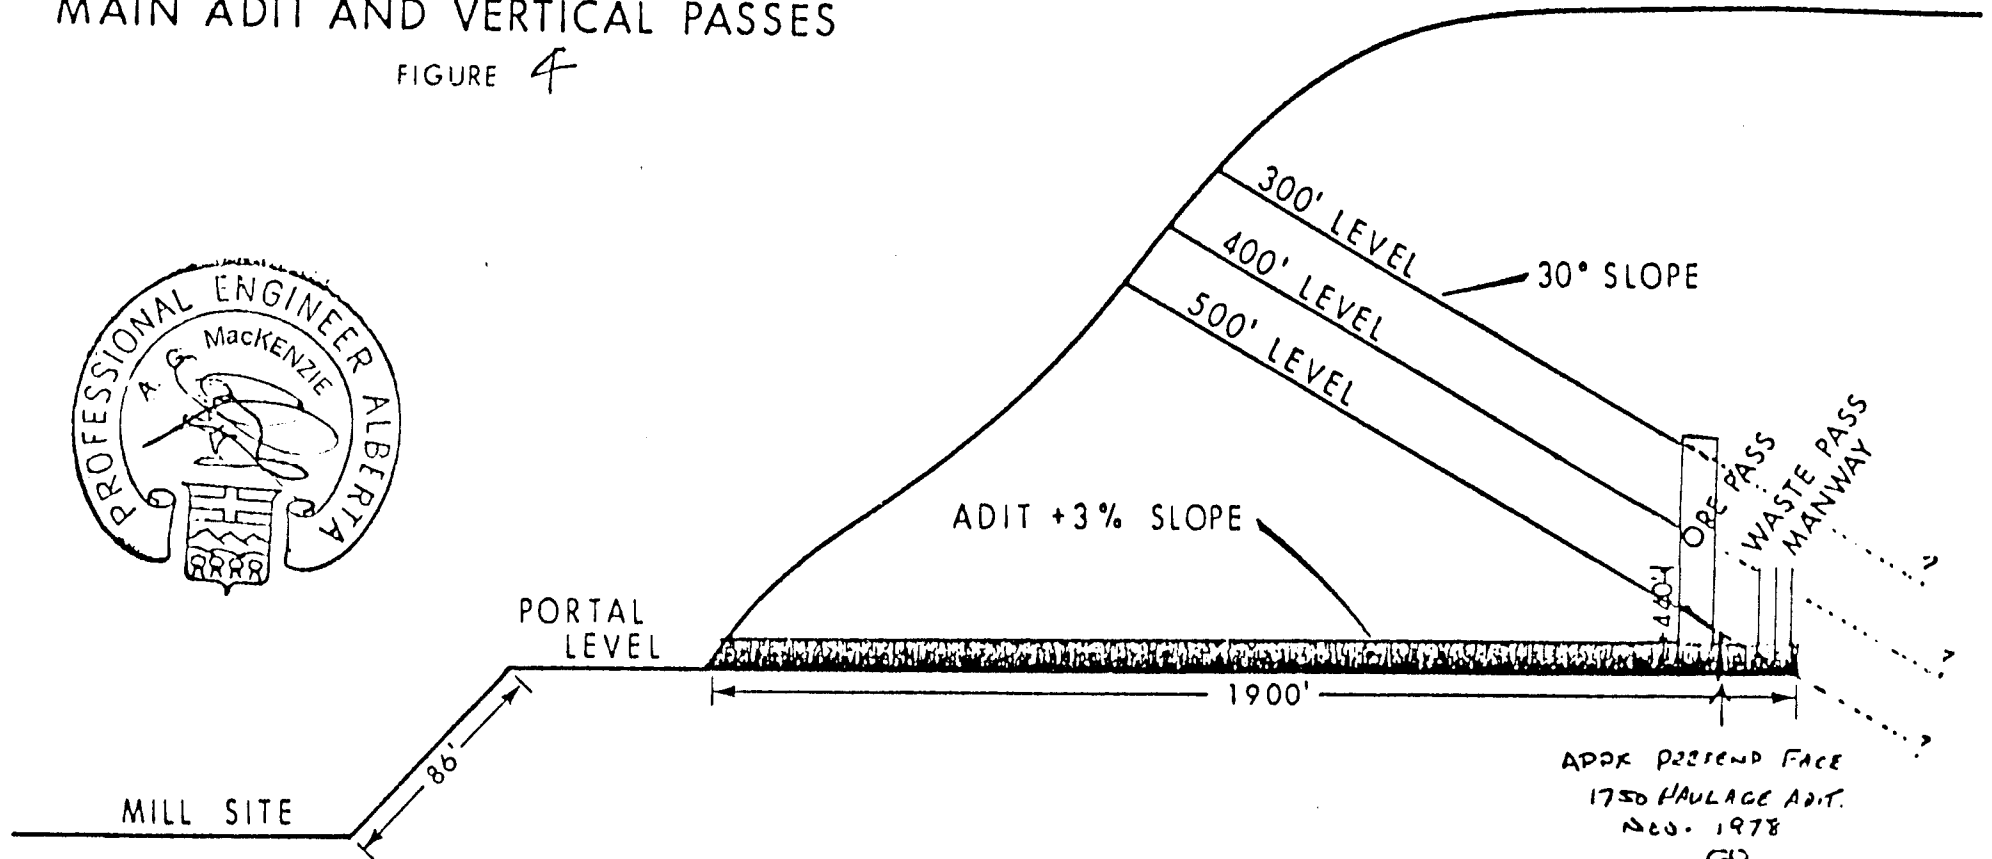 MAIN ADIT AND VERTICAL PASSES
FIGURE 4
300' LEVEL
30° SLOPE
400' LEVEL
500' LEVEL
PROFESSIONAL ENGINEER ALBERTA
A. G. MacKENZIE
ORE PASS
WASTE PASS
MANWAY
ADIT +3% SLOPE
?
?
?
440'
PORTAL
LEVEL
1900'
86'
MILL SITE
FACE
1750 HAULAGE ADIT.
Nov. 1978